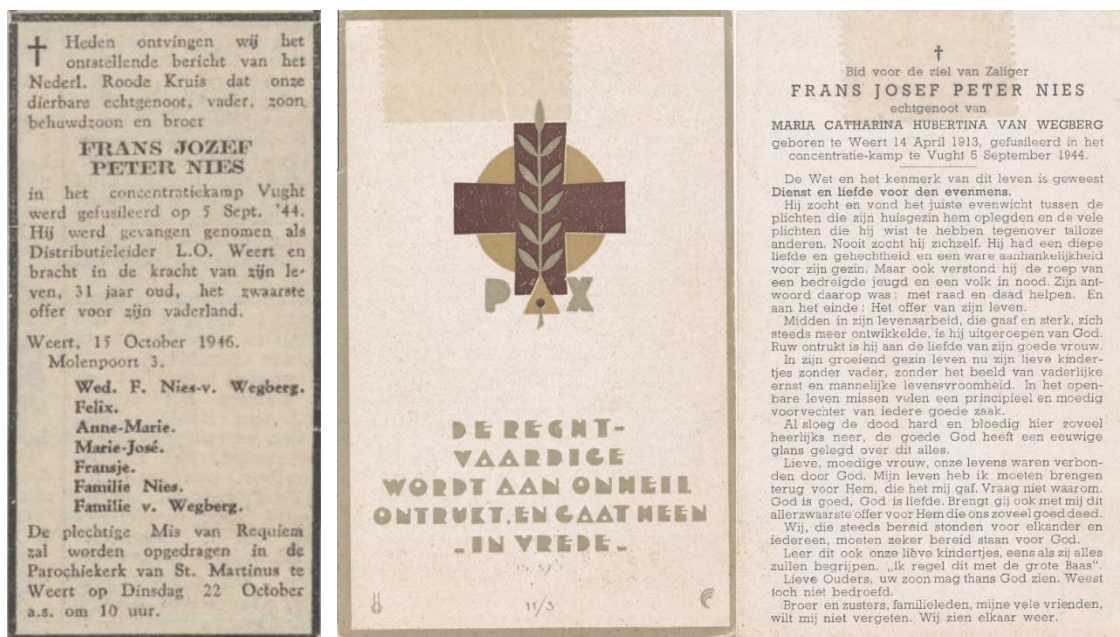 Heden ontvingen wij het
ontstellende bericht van het
Nederl. Roode Kruis dat onze
dierbare echtgenoot, vader, zoon
behuwdzoon en broer
FRANS JOZEF
PETER NIES
in het concentratiekamp Vught
werd gefusileerd op 5 Sept. '44.
Hij werd gevangen genomen als
Distributieleider L.O. Weert en
bracht in de kracht van zijn le-
ven, 31 jaar oud, het zwaarste
offer voor zijn vaderland.
Weert, 15 October 1946.
Molenpoort 3.
Wed. F. Nies-v. Wegberg.
Felix.
Anne-Marie.
Marie-José.
Fransje.
Familie Nies.
Familie v. Wegberg.
De plechtige Mis van Requiem
zal worden opgedragen in de
Parochiekerk van St. Martinus te
Weert op Dinsdag 22 October
a.s. om 10 uur.
PAX
DE RECHT-
VAARDIGE
WORDT AAN ONHEIL
ONTRUKT, EN GAAT HEEN
- IN VREDE -
11/3
Bid voor de ziel van Zaliger
FRANS JOSEF PETER NIES
echtgenoot van
MARIA CATHARINA HUBERTINA VAN WEGBERG
geboren te Weert 14 April 1913, gefusileerd in het
concentratie-kamp te Vught 5 September 1944.
De Wet en het kenmerk van dit leven is geweest
Dienst en liefde voor den evenmens.
Hij zocht en vond het juiste evenwicht tussen de
plichten die zijn huisgezin hem oplegden en de vele
plichten die hij wist te hebben tegenover talloze
anderen. Nooit zocht hij zichzelf. Hij had een diepe
liefde en gehechtheid en een ware aanhankelijkheid
voor zijn gezin. Maar ook verstond hij de roep van
een bedreigde jeugd en een volk in nood. Zijn ant-
woord daarop was: met raad en daad helpen. En
aan het einde: Het offer van zijn leven.
Midden in zijn levensarbeid, die gaaf en sterk, zich
steeds meer ontwikkelde, is hij uitgeroepen van God.
Ruw ontrukt is hij aan de liefde van zijn goede vrouw.
In zijn groeiend gezin leven nu zijn lieve kinder-
tjes zonder vader, zonder het beeld van vaderlijke
ernst en mannelijke levensvroomheid. In het open-
bare leven missen velen een principieel en moedig
voorvechter van iedere goede zaak.
Al sloeg de dood hard en bloedig hier zoveel
heerlijks neer, de goede God heeft een eeuwige
glans gelegd over dit alles.
Lieve, moedige vrouw, onze levens waren verbon-
den door God. Mijn leven heb ik moeten brengen
terug voor Hem, die het mij gaf. Vraag niet waarom.
God is goed, God is liefde. Brengt gij ook met mij dit
allerzwaarste offer voor Hem die ons zoveel goed deed.
Wij, die steeds bereid stonden voor elkander en
iedereen, moeten zeker bereid staan voor God.
Leer dit ook onze lieve kindertjes, eens als zij alles
zullen begrijpen. „Ik regel dit met de grote Baas".
Lieve Ouders, uw zoon mag thans God zien. Weest
toch niet bedroefd.
Broer en zusters, familieleden, mijne vele vrienden,
wilt mij niet vergeten. Wij zien elkaar weer.